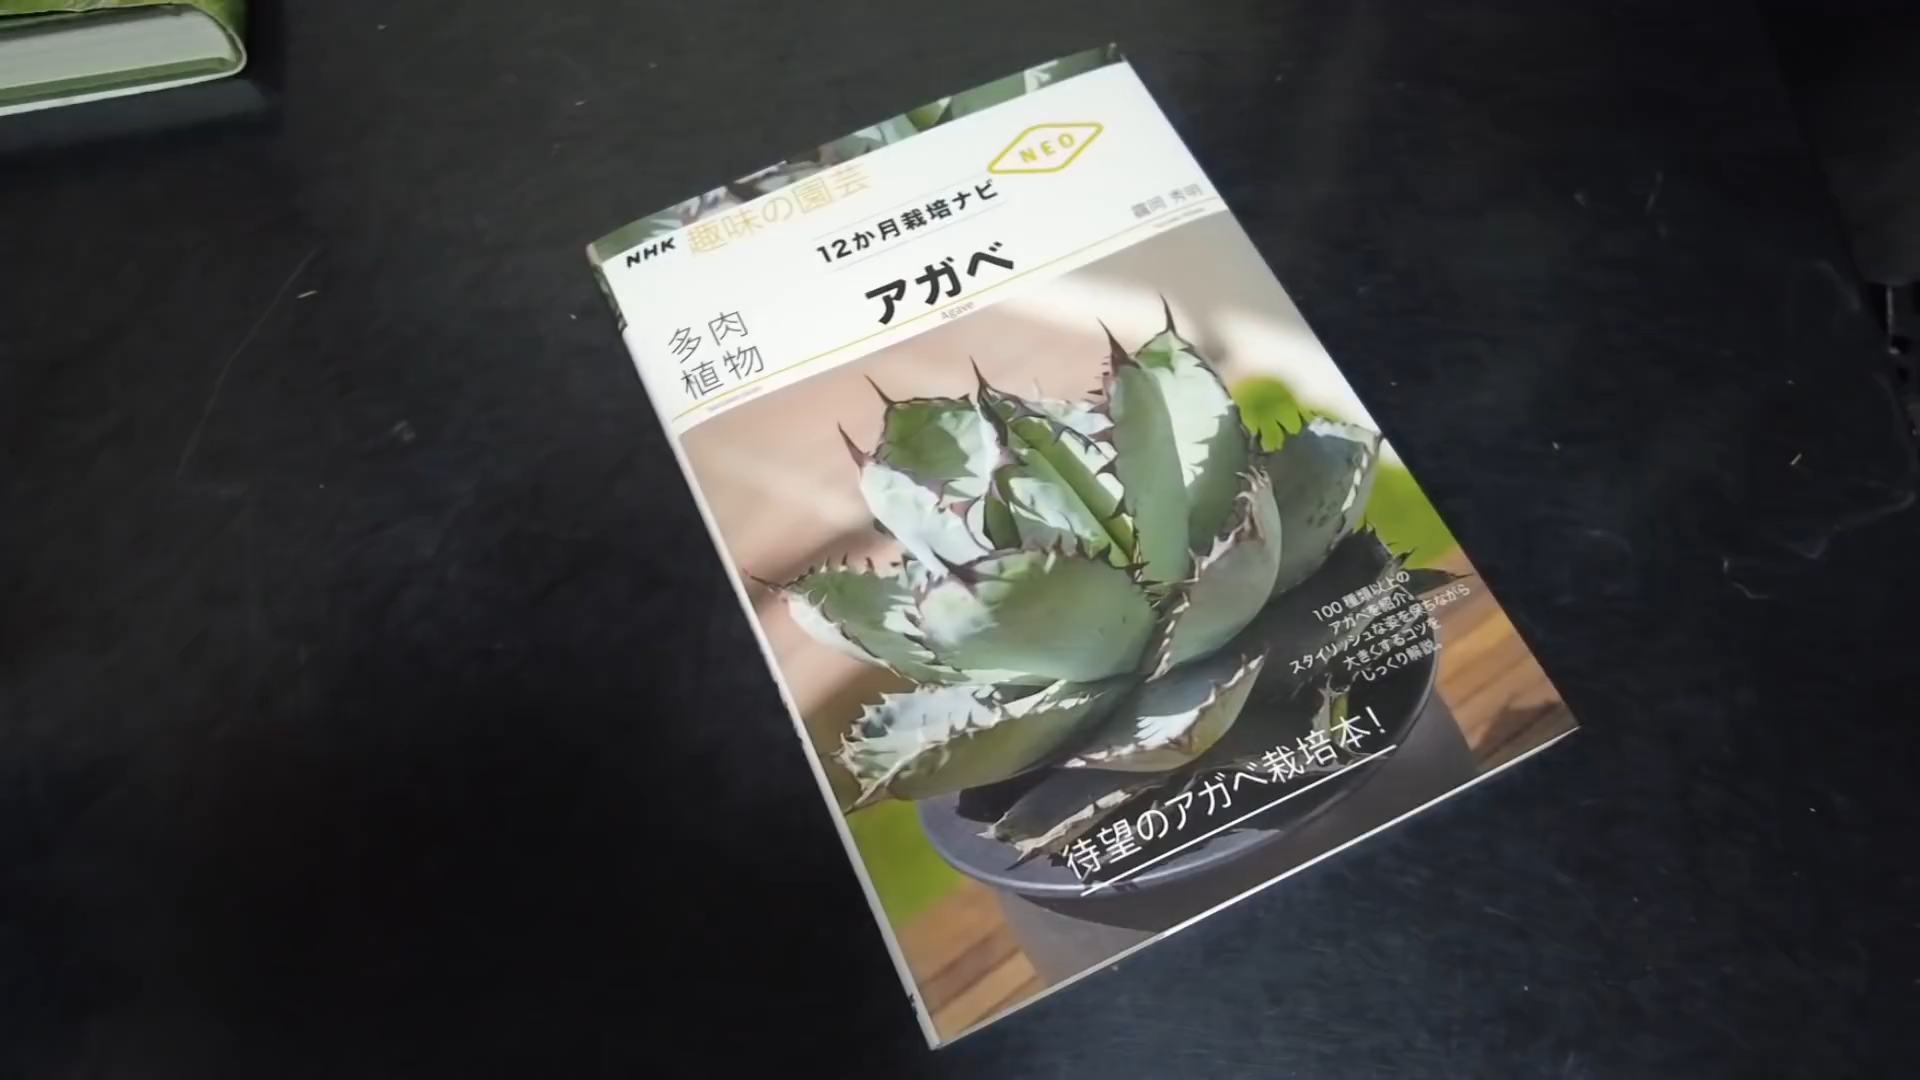 NHK 趣味の園芸
NEO
12か月栽培ナビ
アガベ
Agave
多肉
植物
100種類以上の
アガベを紹介。
スタイリッシュな姿を保ちながら
大きくするコツを
じっくり解説。
待望のアガベ栽培本!